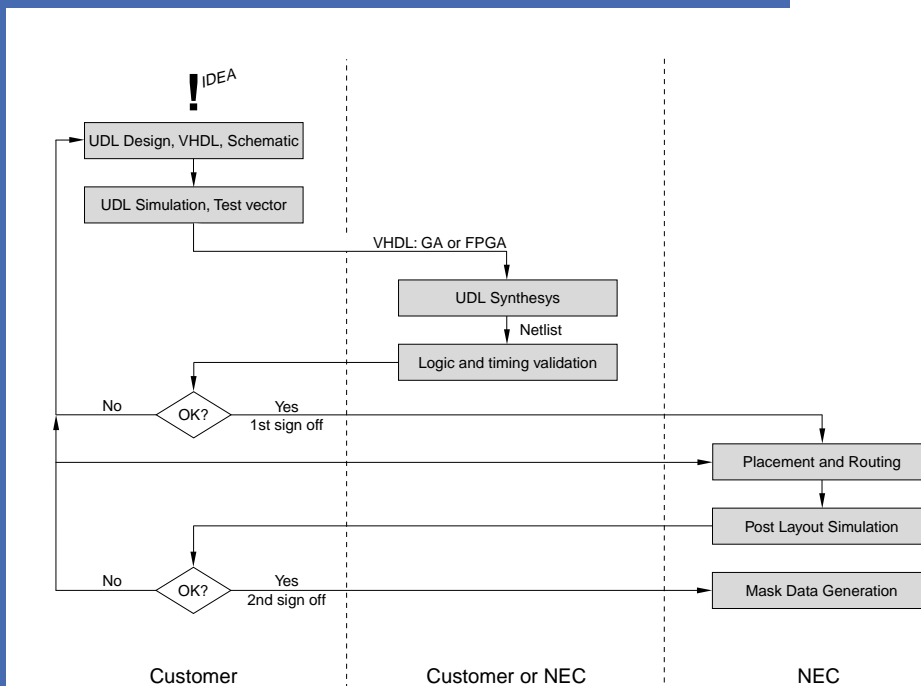 IDEA
UDL Design, VHDL, Schematic
UDL Simulation, Test vector
VHDL: GA or FPGA
UDL Synthesys
Netlist
Logic and timing validation
No
OK?
Yes
1st sign off
Placement and Routing
Post Layout Simulation
No
OK?
Yes
2nd sign off
Mask Data Generation
Customer
Customer or NEC
NEC